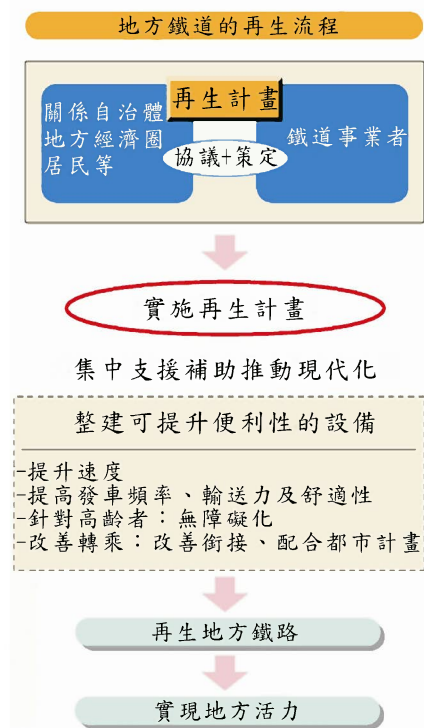 地方鐵道的再生流程
再生計畫
關係自治體
地方經濟圈
居民等
鐵道事業者
協議+策定
實施再生計畫
集中支援補助推動現代化
整建可提升便利性的設備
-提升速度
-提高發車頻率、輸送力及舒適性
-針對高齡者：無障礙化
-改善轉乘：改善銜接、配合都市計畫
再生地方鐵路
實現地方活力